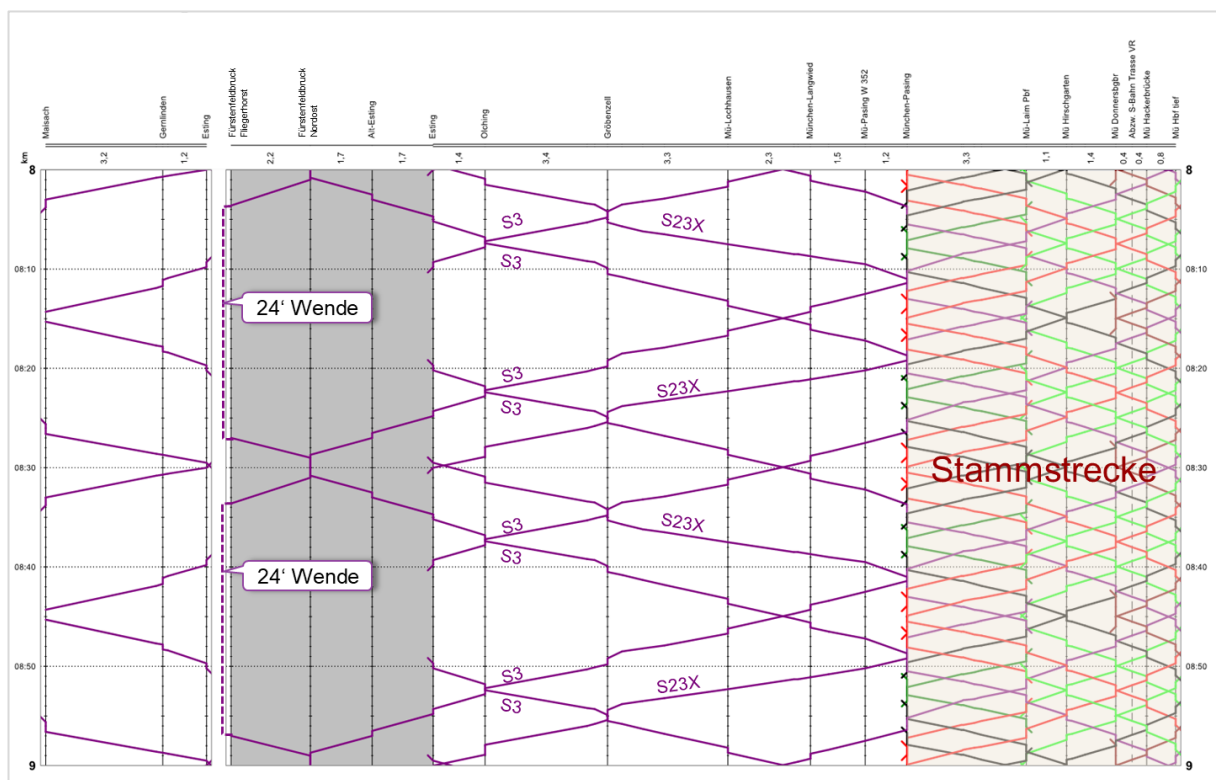 Maisach
Gernlinden
Esting
Fürstenfeldbruck
Fliegerhorst
Fürstenfeldbruck
Nordost
Alt-Esting
Esting
Olching
Gröbenzell
Mü-Lochhausen
München-Langwied
Mü-Pasing W 352
München-Pasing
Mü-Laim Pbf
Mü Hirschgarten
Mü Donnersbgbr
Abzw. S-Bahn Trasse VR
Mü Hackerbrücke
Mü Hbf tief
km 3.2 1.2 2.2 1.7 1.7 1.4 3.4 3.3 2.3 1.5 1.2 3.3 1.1 1.4 0.4 0.4 0.8
8 8
S3 S23X
S3
08:10 08:10
24‘ Wende
S3 S23X
08:20 08:20
S3
08:30 Stammstrecke 08:30
S3 S23X
S3
08:40 08:40
24‘ Wende
S3 S23X
08:50 08:50
S3
9 9